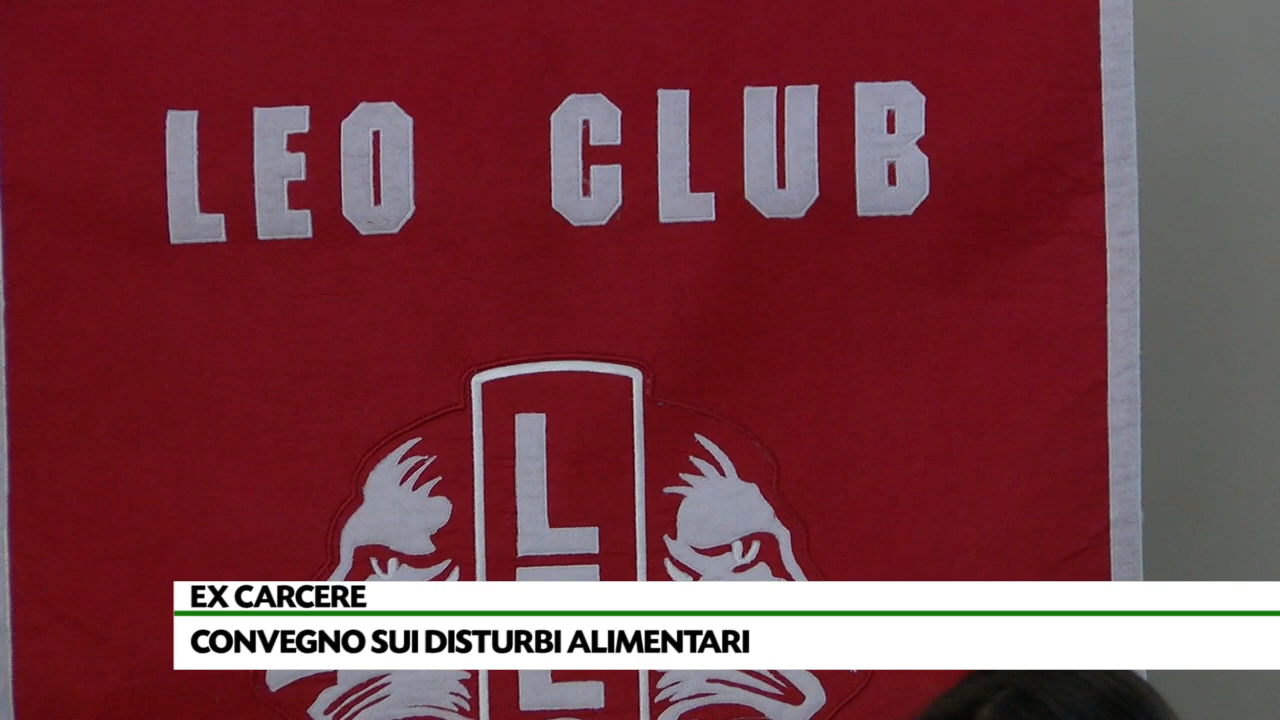 LEO CLUB
L
E
EX CARCERE
CONVEGNO SUI DISTURBI ALIMENTARI